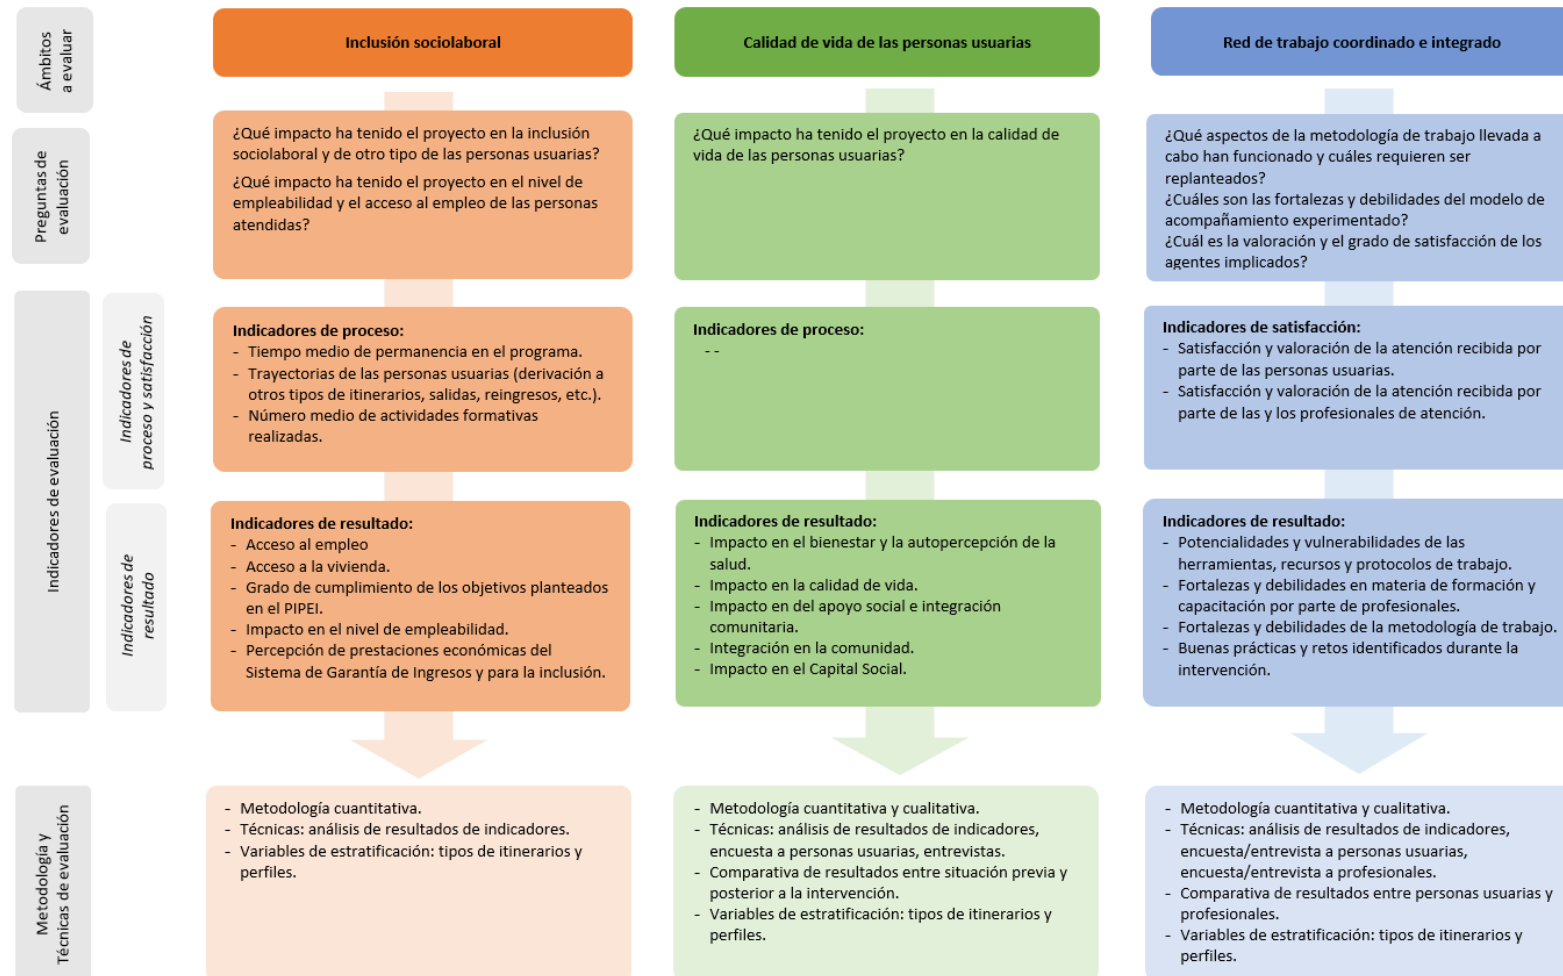 Ámbitos
a evaluar
Inclusión sociolaboral
Calidad de vida de las personas usuarias
Red de trabajo coordinado e integrado
Preguntas de
evaluación
¿Qué impacto ha tenido el proyecto en la inclusión
sociolaboral y de otro tipo de las personas usuarias?
¿Qué impacto ha tenido el proyecto en el nivel de
empleabilidad y el acceso al empleo de las personas
atendidas?
¿Qué impacto ha tenido el proyecto en la calidad de
vida de las personas usuarias?
¿Qué aspectos de la metodología de trabajo llevada a
cabo han funcionado y cuáles requieren ser
replanteados?
¿Cuáles son las fortalezas y debilidades del modelo de
acompañamiento experimentado?
¿Cuál es la valoración y el grado de satisfacción de los
agentes implicados?
Indicadores de evaluación
Indicadores de
proceso y satisfacción
Indicadores de proceso:
- Tiempo medio de permanencia en el programa.
- Trayectorias de las personas usuarias (derivación a
otros tipos de itinerarios, salidas, reingresos, etc.).
- Número medio de actividades formativas
realizadas.
Indicadores de proceso:
- -
Indicadores de satisfacción:
- Satisfacción y valoración de la atención recibida por
parte de las personas usuarias.
- Satisfacción y valoración de la atención recibida por
parte de las y los profesionales de atención.
Indicadores de
resultado
Indicadores de resultado:
- Acceso al empleo
- Acceso a la vivienda.
- Grado de cumplimiento de los objetivos planteados
en el PIPEI.
- Impacto en el nivel de empleabilidad.
- Percepción de prestaciones económicas del
Sistema de Garantía de Ingresos y para la inclusión.
Indicadores de resultado:
- Impacto en el bienestar y la autopercepción de la
salud.
- Impacto en la calidad de vida.
- Impacto en del apoyo social e integración
comunitaria.
- Integración en la comunidad.
- Impacto en el Capital Social.
Indicadores de resultado:
- Potencialidades y vulnerabilidades de las
herramientas, recursos y protocolos de trabajo.
- Fortalezas y debilidades en materia de formación y
capacitación por parte de profesionales.
- Fortalezas y debilidades de la metodología de trabajo.
- Buenas prácticas y retos identificados durante la
intervención.
Metodología y
Técnicas de evaluación
- Metodología cuantitativa.
- Técnicas: análisis de resultados de indicadores.
- Variables de estratificación: tipos de itinerarios y
perfiles.
- Metodología cuantitativa y cualitativa.
- Técnicas: análisis de resultados de indicadores,
encuesta a personas usuarias, entrevistas.
- Comparativa de resultados entre situación previa y
posterior a la intervención.
- Variables de estratificación: tipos de itinerarios y
perfiles.
- Metodología cuantitativa y cualitativa.
- Técnicas: análisis de resultados de indicadores,
encuesta/entrevista a personas usuarias,
encuesta/entrevista a profesionales.
- Comparativa de resultados entre personas usuarias y
profesionales.
- Variables de estratificación: tipos de itinerarios y
perfiles.